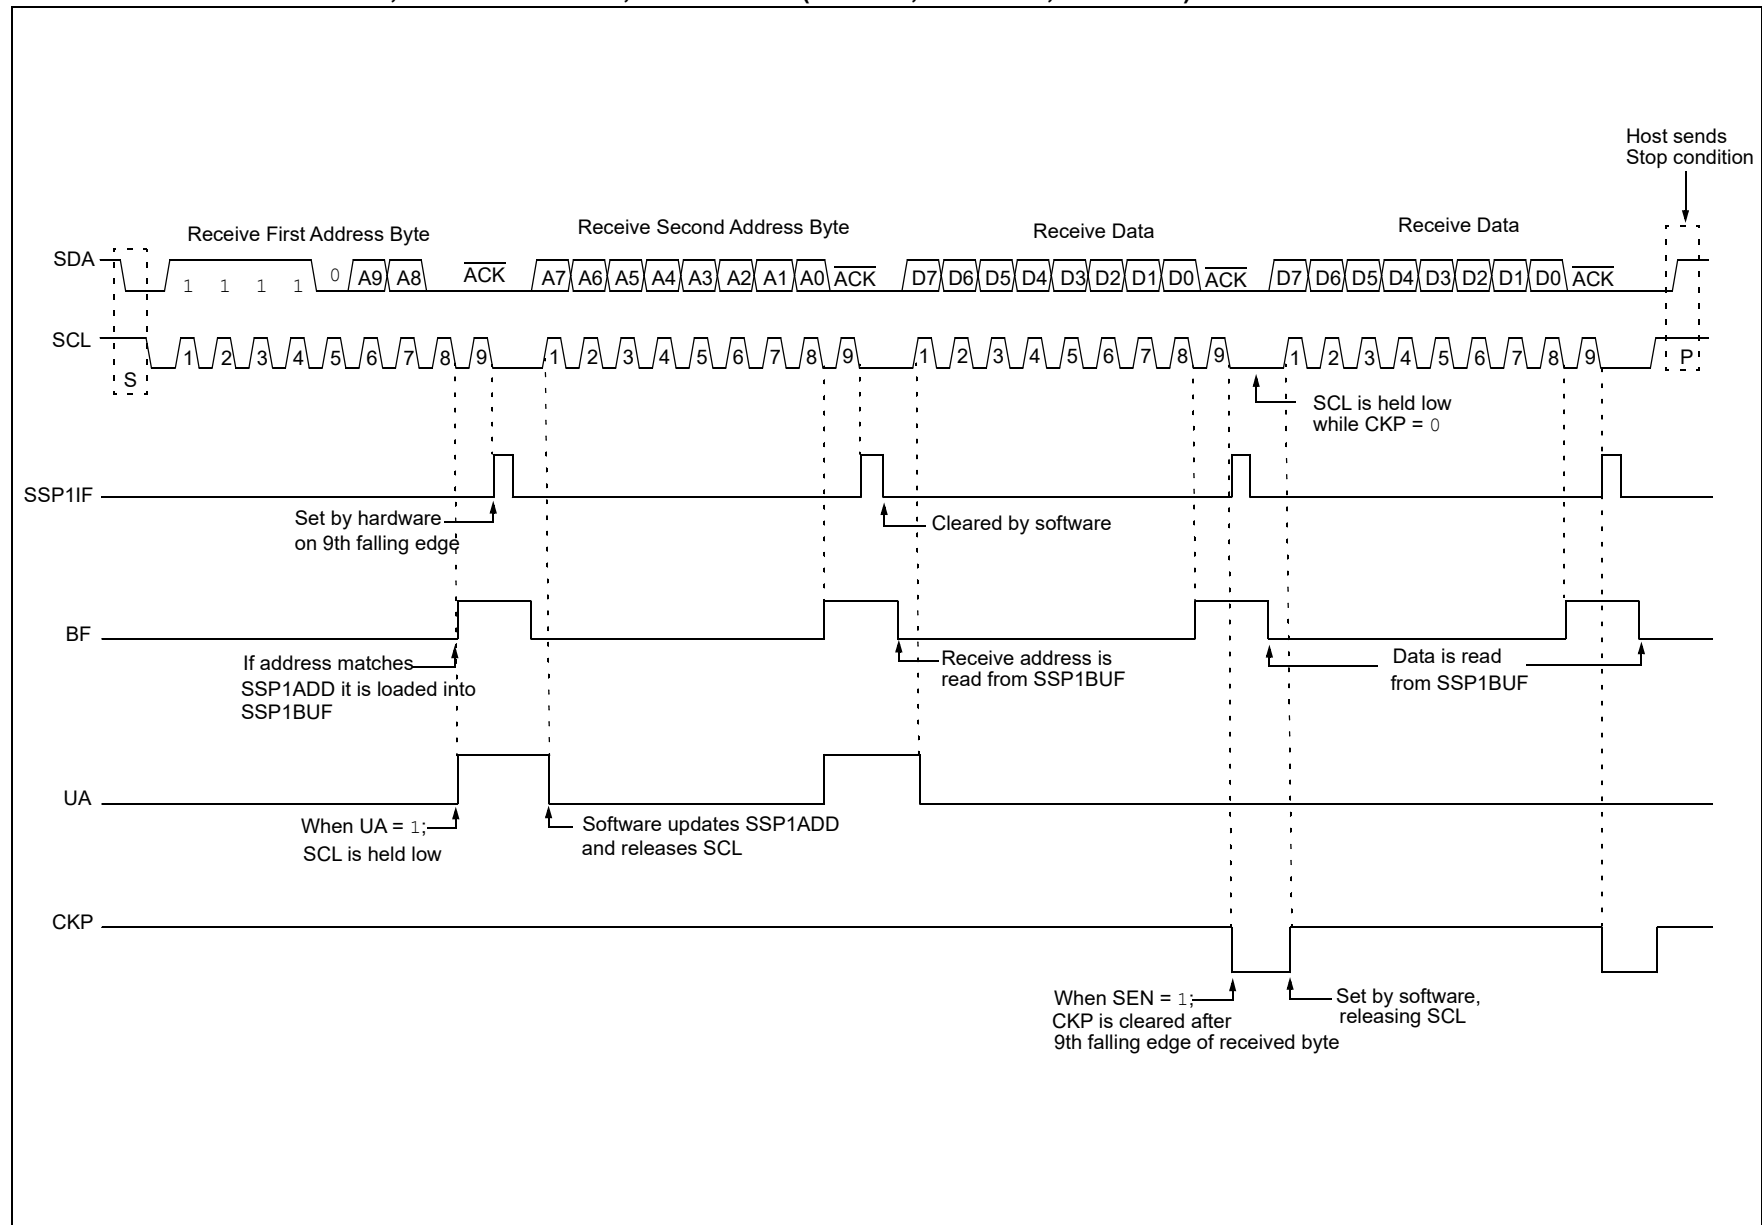 Host sends
Stop condition
Receive First Address Byte
Receive Second Address Byte
Receive Data
Receive Data
SDA
1 1 1 1 0 A9 A8 ACK A7 A6 A5 A4 A3 A2 A1 A0 ACK D7 D6 D5 D4 D3 D2 D1 D0 ACK D7 D6 D5 D4 D3 D2 D1 D0 ACK
SCL
1 2 3 4 5 6 7 8 9 1 2 3 4 5 6 7 8 9 1 2 3 4 5 6 7 8 9 1 2 3 4 5 6 7 8 9 P
S
SCL is held low
while CKP = 0
SSP1IF
Set by hardware
on 9th falling edge
Cleared by software
BF
If address matches
SSP1ADD it is loaded into
SSP1BUF
Receive address is
read from SSP1BUF
Data is read
from SSP1BUF
UA
When UA = 1;
SCL is held low
Software updates SSP1ADD
and releases SCL
CKP
When SEN = 1;
CKP is cleared after
9th falling edge of received byte
Set by software,
releasing SCL